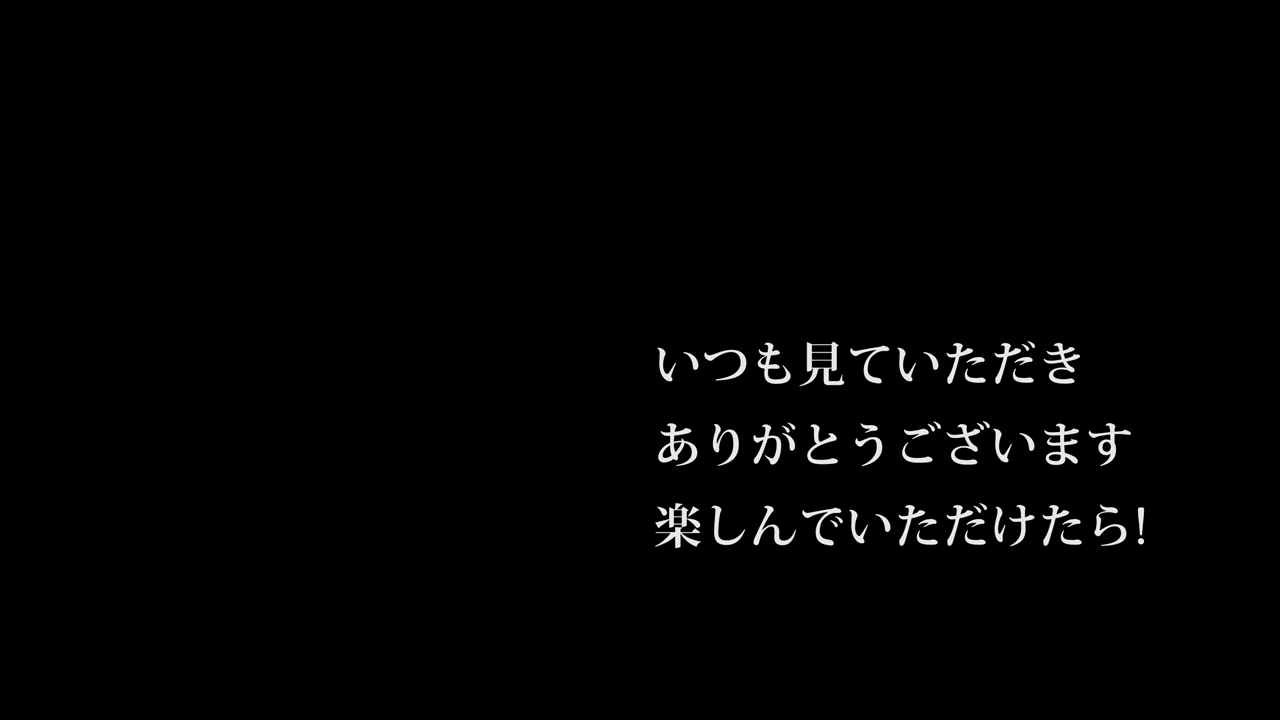 いつも見ていただき
ありがとうございます
楽しんでいただけたら!